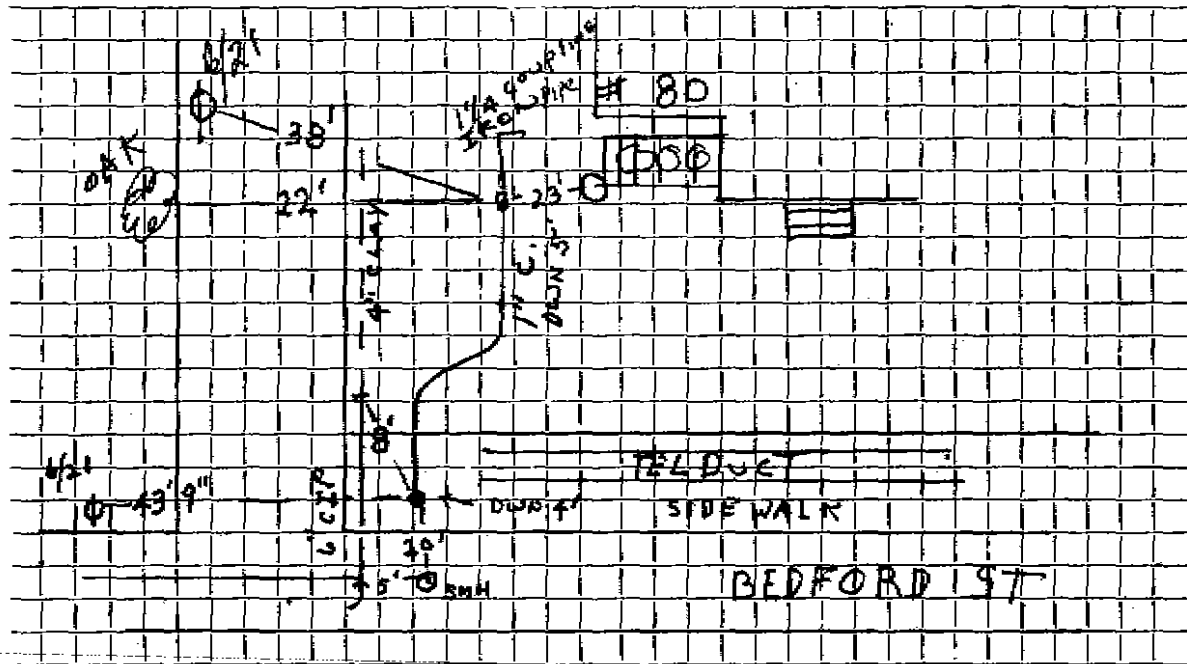 6/2'
1 1/4 coupling
IRON PIPE
# 80
38'
OAK
22'
23'
4" CLAY
1" C.
DWN 5'
8'
TEL DUCT
6/2'
43' 9"
DWN 4'
SIDE WALK
20'
5'
SMH
BEDFORD ST